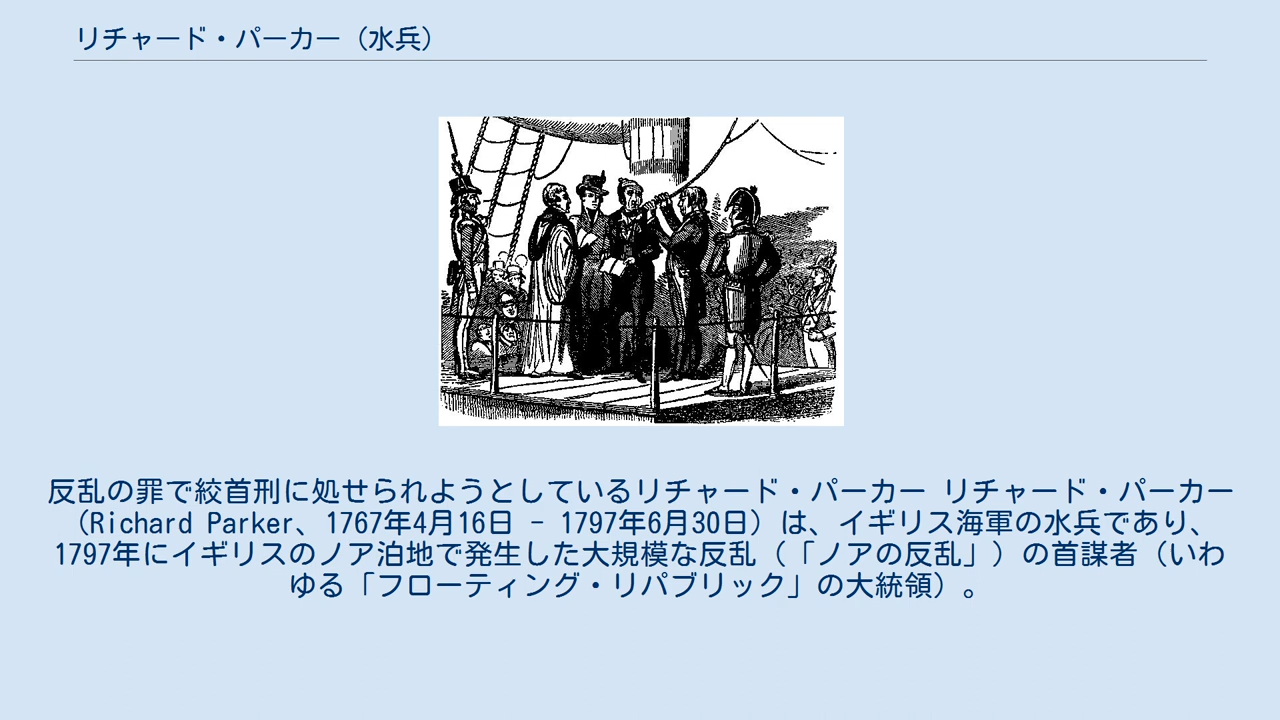 リチャード・パーカー（水兵）
反乱の罪で絞首刑に処せられようとしているリチャード・パーカー リチャード・パーカー
（Richard Parker、1767年4月16日 - 1797年6月30日）は、イギリス海軍の水兵であり、
1797年にイギリスのノア泊地で発生した大規模な反乱（「ノアの反乱」）の首謀者（いわ
ゆる「フローティング・リパブリック」の大統領）。